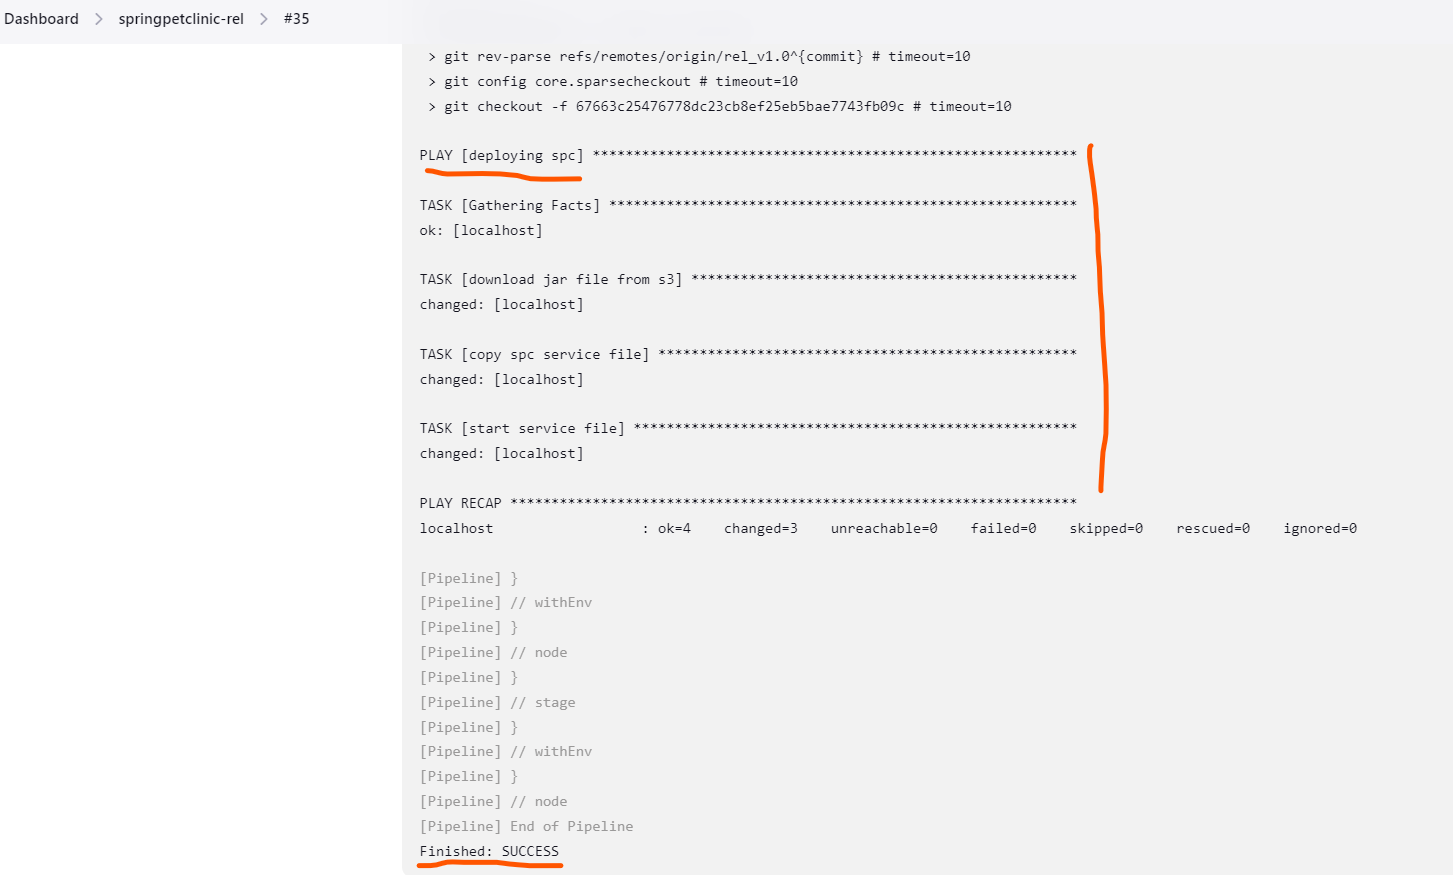 Dashboard > springpetclinic-rel > #35
> git rev-parse refs/remotes/origin/rel_v1.0^{commit} # timeout=10
> git config core.sparsecheckout # timeout=10
> git checkout -f 67663c25476778dc23cb8ef25eb5bae7743fb09c # timeout=10
PLAY [deploying spc] ***********************************************************
TASK [Gathering Facts] *********************************************************
ok: [localhost]
TASK [download jar file from s3] ***********************************************
changed: [localhost]
TASK [copy spc service file] ***************************************************
changed: [localhost]
TASK [start service file] ******************************************************
changed: [localhost]
PLAY RECAP *********************************************************************
localhost                  : ok=4    changed=3    unreachable=0    failed=0    skipped=0    rescued=0    ignored=0
[Pipeline] }
[Pipeline] // withEnv
[Pipeline] }
[Pipeline] // node
[Pipeline] }
[Pipeline] // stage
[Pipeline] }
[Pipeline] // withEnv
[Pipeline] }
[Pipeline] // node
[Pipeline] End of Pipeline
Finished: SUCCESS